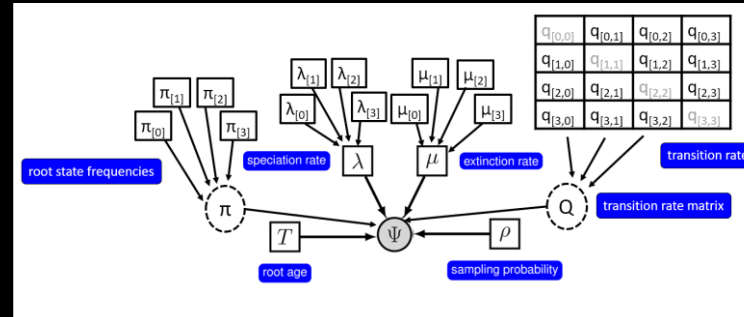 q[0,0] q[0,1] q[0,2] q[0,3]
q[1,0] q[1,1] q[1,2] q[1,3]
q[2,0] q[2,1] q[2,2] q[2,3]
q[3,0] q[3,1] q[3,2] q[3,3]
λ[1] λ[2] μ[1] μ[2]
π[1] π[2]
λ[0] λ[3] μ[0] μ[3]
π[0] π[3]
speciation rate λ μ extinction rate transition rate
root state frequencies
π Q transition rate matrix
T Ψ ρ
root age sampling probability